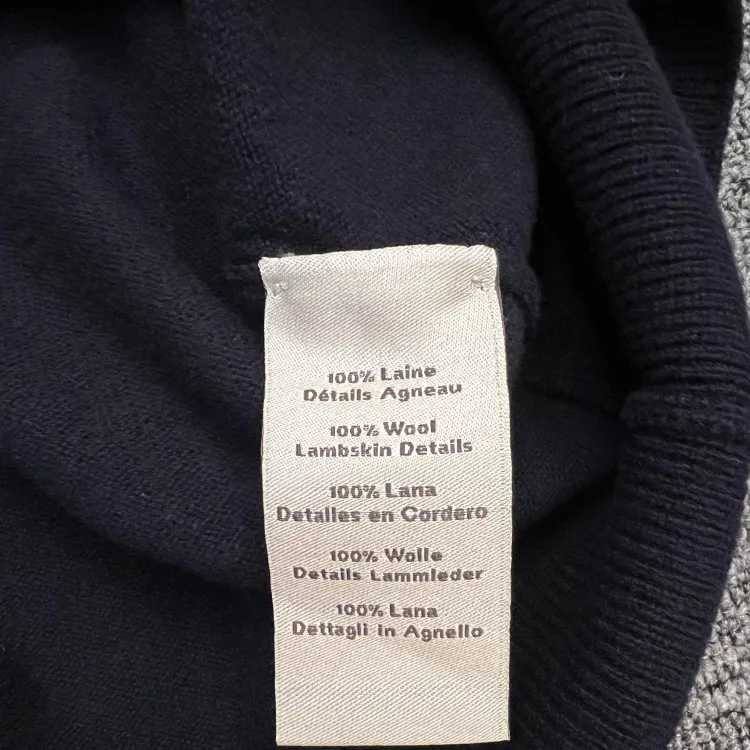 100% Laine
Détails Agneau
100% Wool
Lambskin Details
100% Lana
Detalles en Cordero
100% Wolle
Details Lammleder
100% Lana
Dettagli in Agnello